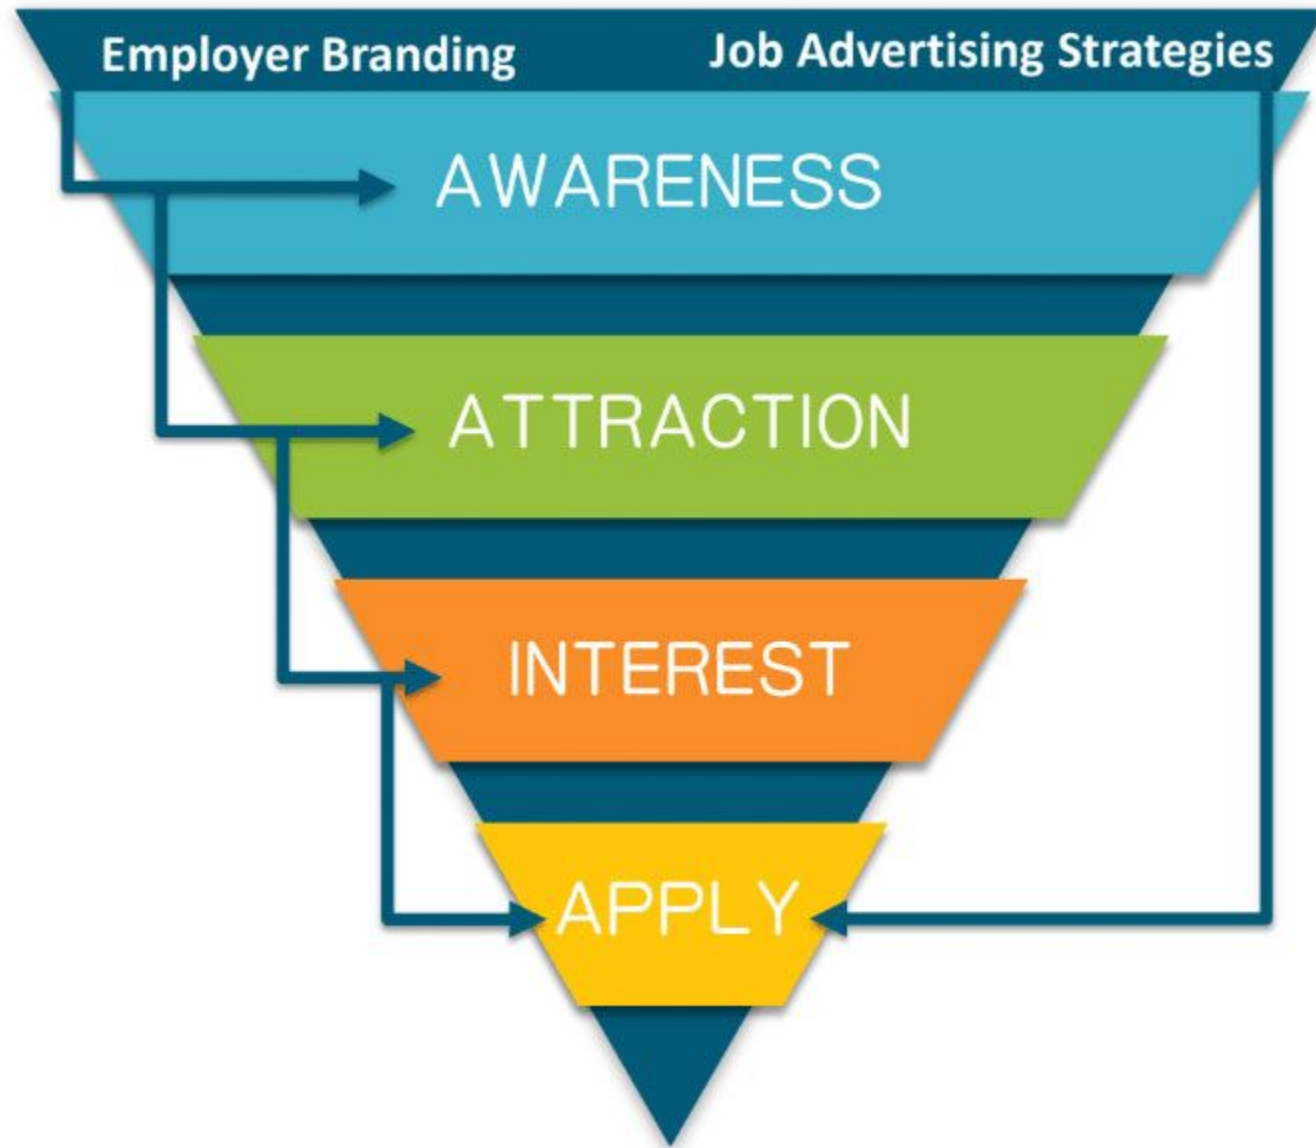 Employer Branding
Job Advertising Strategies
AWARENESS
ATTRACTION
INTEREST
APPLY